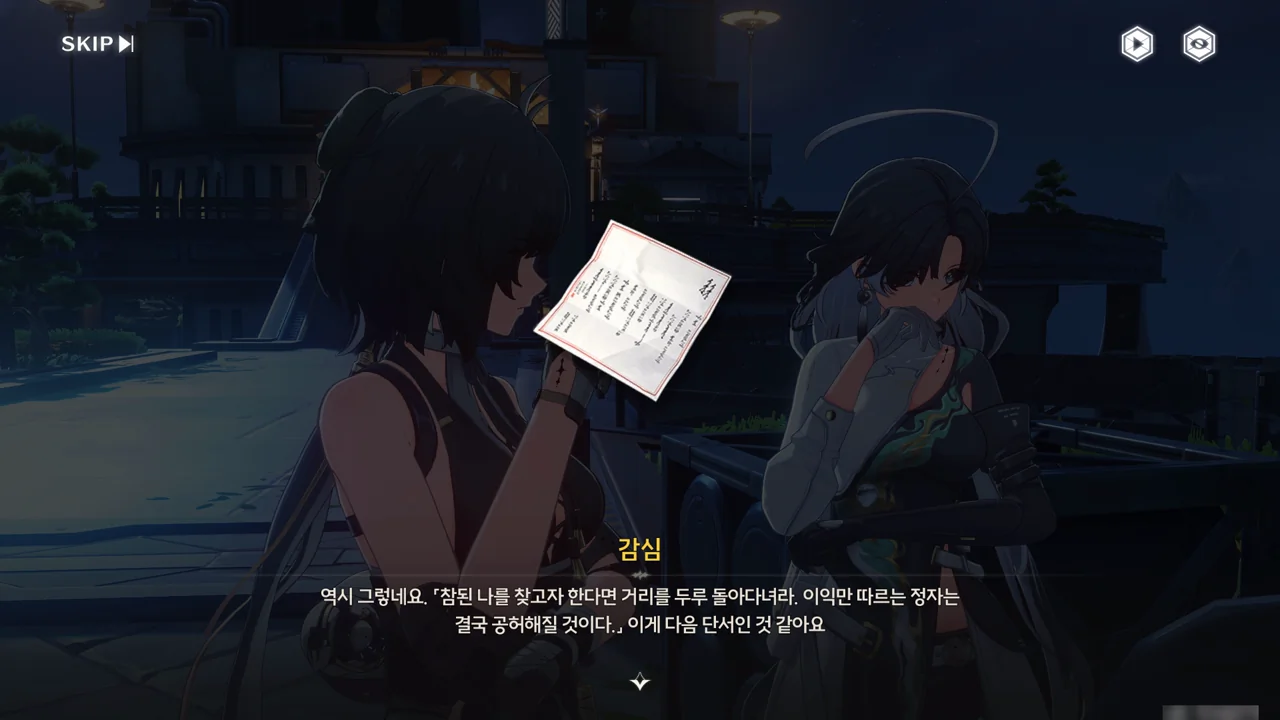 SKIP
감심
역시 그렇네요. 「참된 나를 찾고자 한다면 거리를 두루 돌아다녀라. 이익만 따르는 정자는
결국 공허해질 것이다.」 이게 다음 단서인 것 같아요